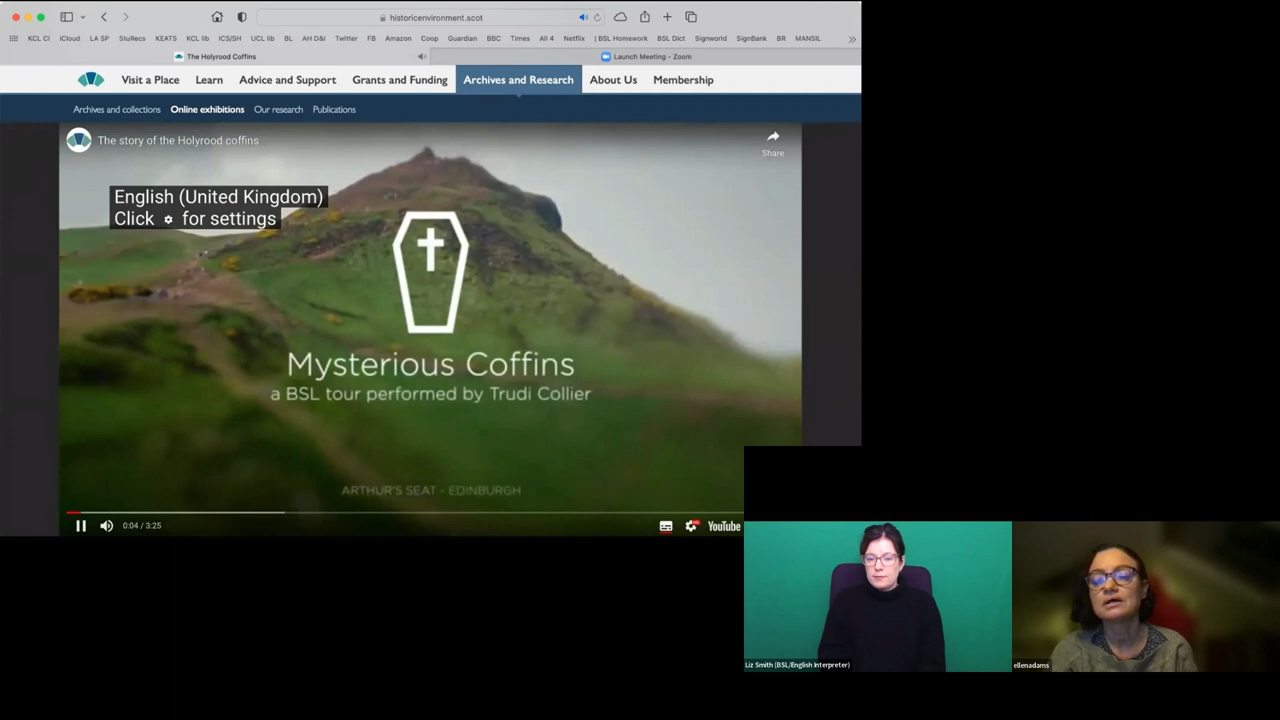 historicenvironment.scot
KCL CI iCloud LA SP StuRecs KEATS KCL lib ICS/SH UCL lib BL AH D&I Twitter FB Amazon Coop Guardian BBC Times All 4 Netflix | BSL Homework BSL Dict Signworld SignBank BR MANSIL
The Holyrood Coffins
Launch Meeting - Zoom
Visit a Place Learn Advice and Support Grants and Funding Archives and Research About Us Membership
Archives and collections Online exhibitions Our research Publications
The story of the Holyrood coffins
Share
English (United Kingdom)
Click for settings
Mysterious Coffins
a BSL tour performed by Trudi Collier
ARTHUR'S SEAT - EDINBURGH
0:04 / 3:25
YouTube
Liz Smith (BSL/English Interpreter)
ellenadams